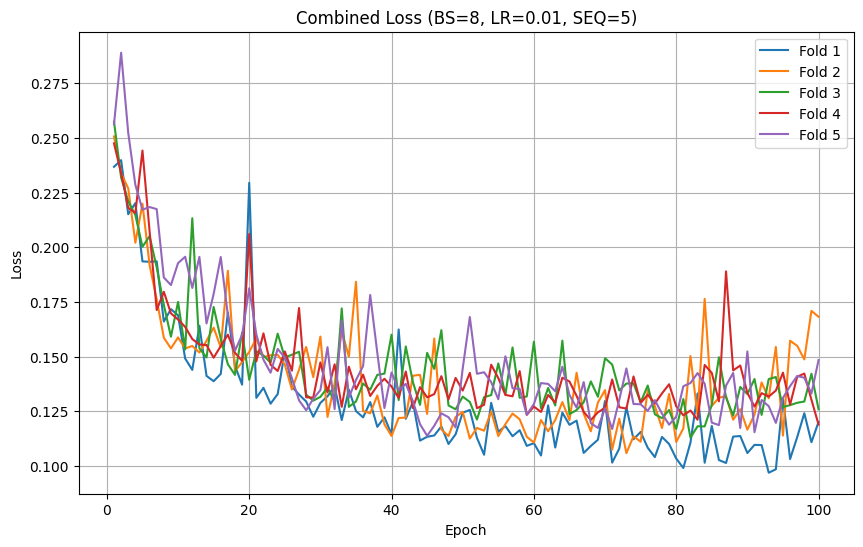 Combined Loss (BS=8, LR=0.01, SEQ=5)
Fold 1
Fold 2
Fold 3
Fold 4
Fold 5
Loss
0.275
0.250
0.225
0.200
0.175
0.150
0.125
0.100
0 20 40 60 80 100
Epoch